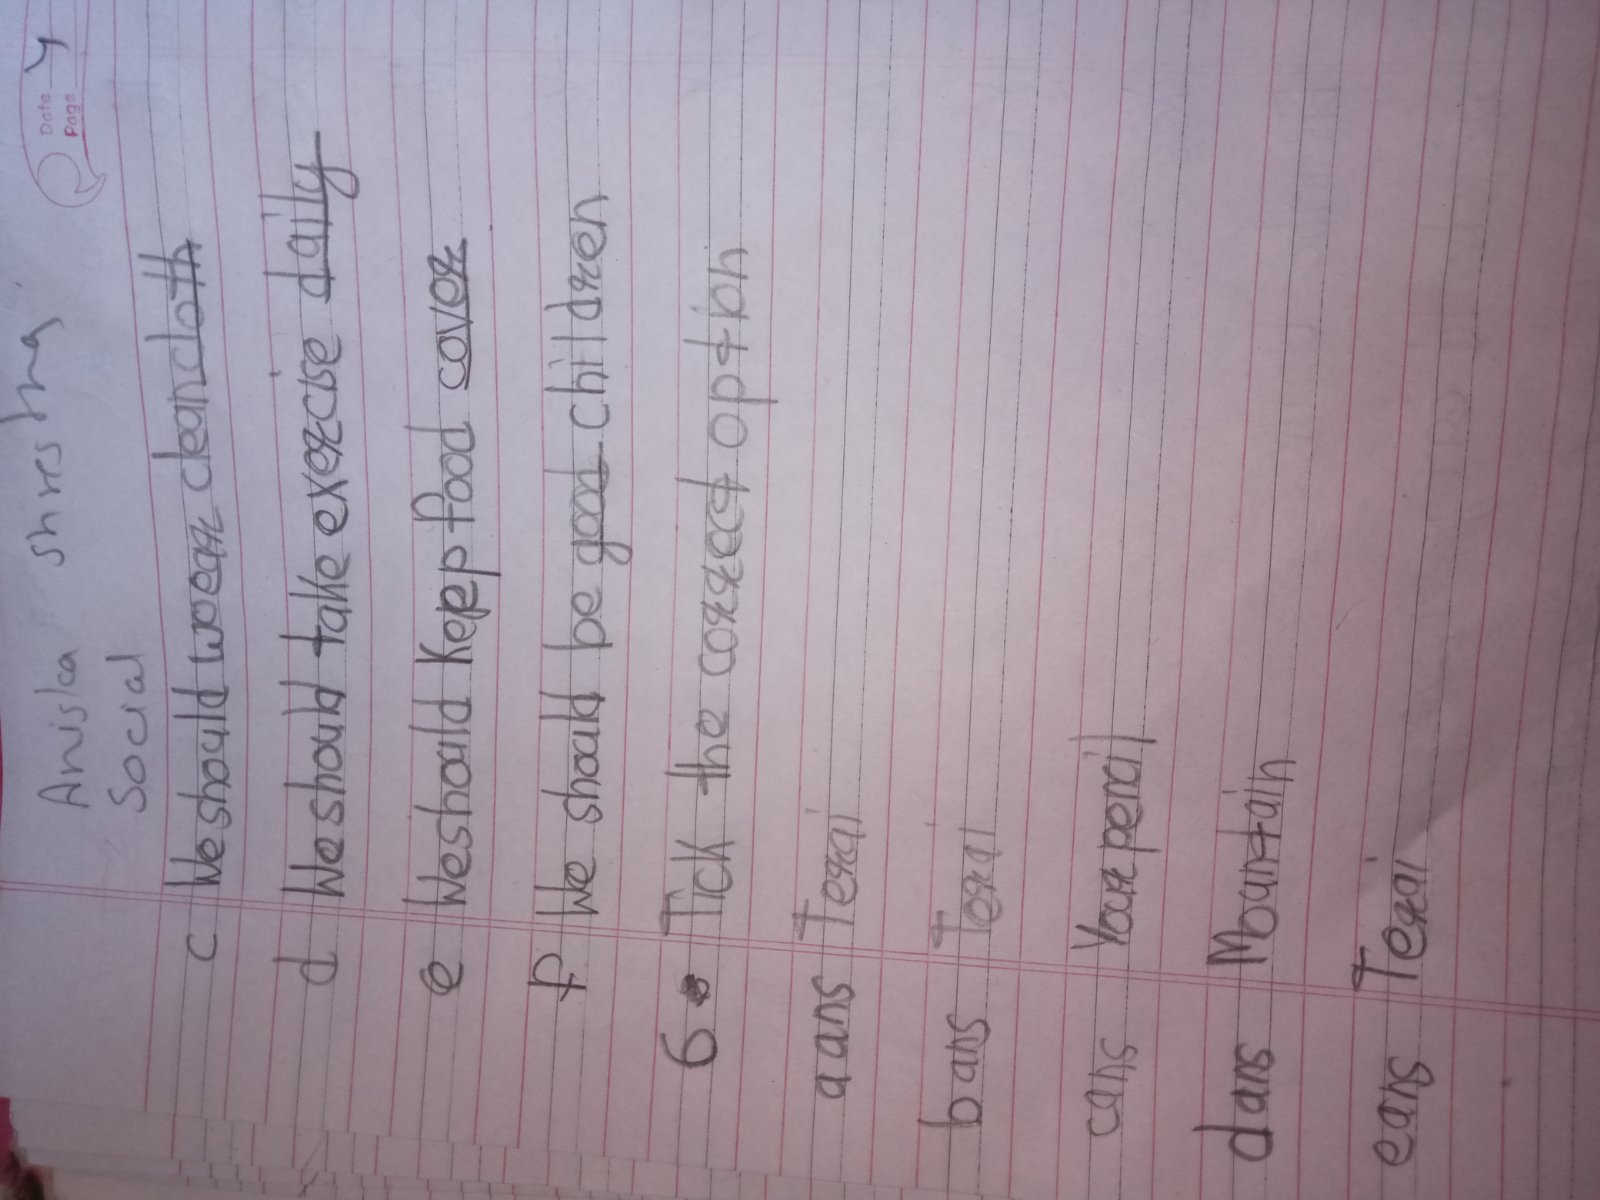 Date
Page 4
Aniska shrestha
Social
c We should wear clean cloth
d We should take exercise daily
e We should Keep food cover
f We should be good children
6. Tick the correct option
a ans Terai
b ans Terai
c ans Your pencil
d ans Mountain
e ans Terai